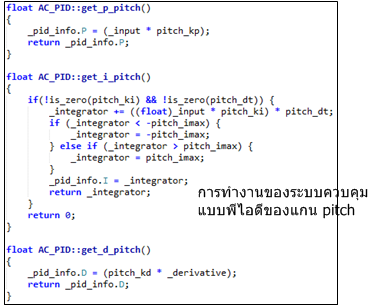 float AC_PID::get_p_pitch()
{
    _pid_info.P = (_input * pitch_kp);
    return _pid_info.P;
}

float AC_PID::get_i_pitch()
{
    if(!is_zero(pitch_ki) && !is_zero(pitch_dt)) {
        _integrator += ((float)_input * pitch_ki) * pitch_dt;
        if (_integrator < -pitch_imax) {
            _integrator = -pitch_imax;
        } else if (_integrator > pitch_imax) {
            _integrator = pitch_imax;
        }
        _pid_info.I = _integrator;
        return _integrator;
    }
    return 0;
}
การทำงานของระบบควบคุม
แบบพีไอดีของแกน pitch

float AC_PID::get_d_pitch()
{
    _pid_info.D = (pitch_kd * _derivative);
    return _pid_info.D;
}